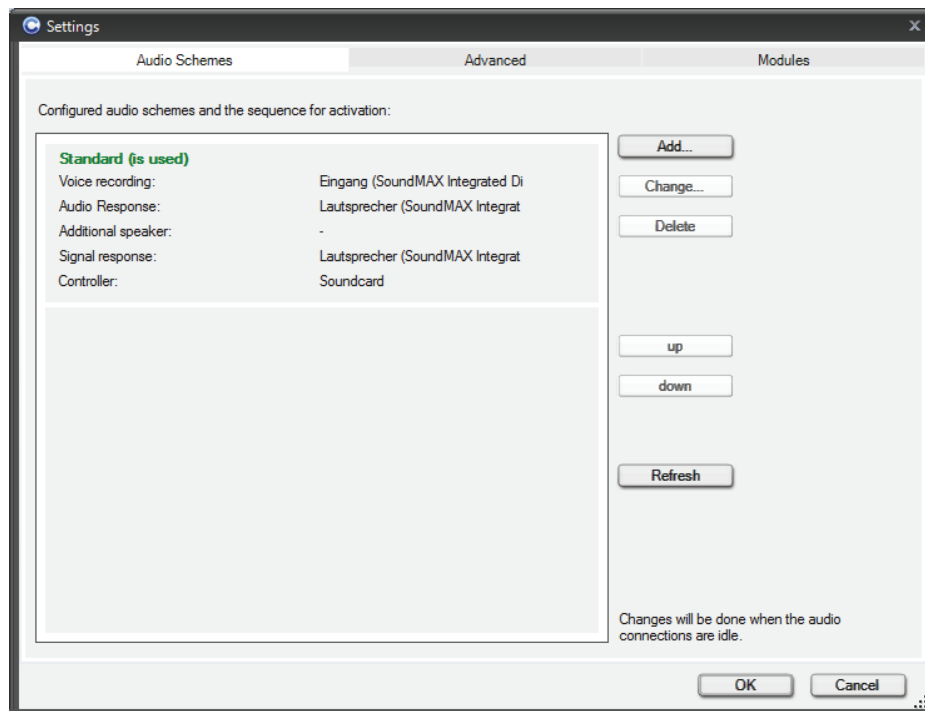 Settings
Audio Schemes Advanced Modules
Configured audio schemes and the sequence for activation:
Standard (is used)
Voice recording: Eingang (SoundMAX Integrated Di
Audio Response: Lautsprecher (SoundMAX Integrat
Additional speaker: -
Signal response: Lautsprecher (SoundMAX Integrat
Controller: Soundcard
Add...
Change...
Delete
up
down
Refresh
Changes will be done when the audio
connections are idle.
OK Cancel